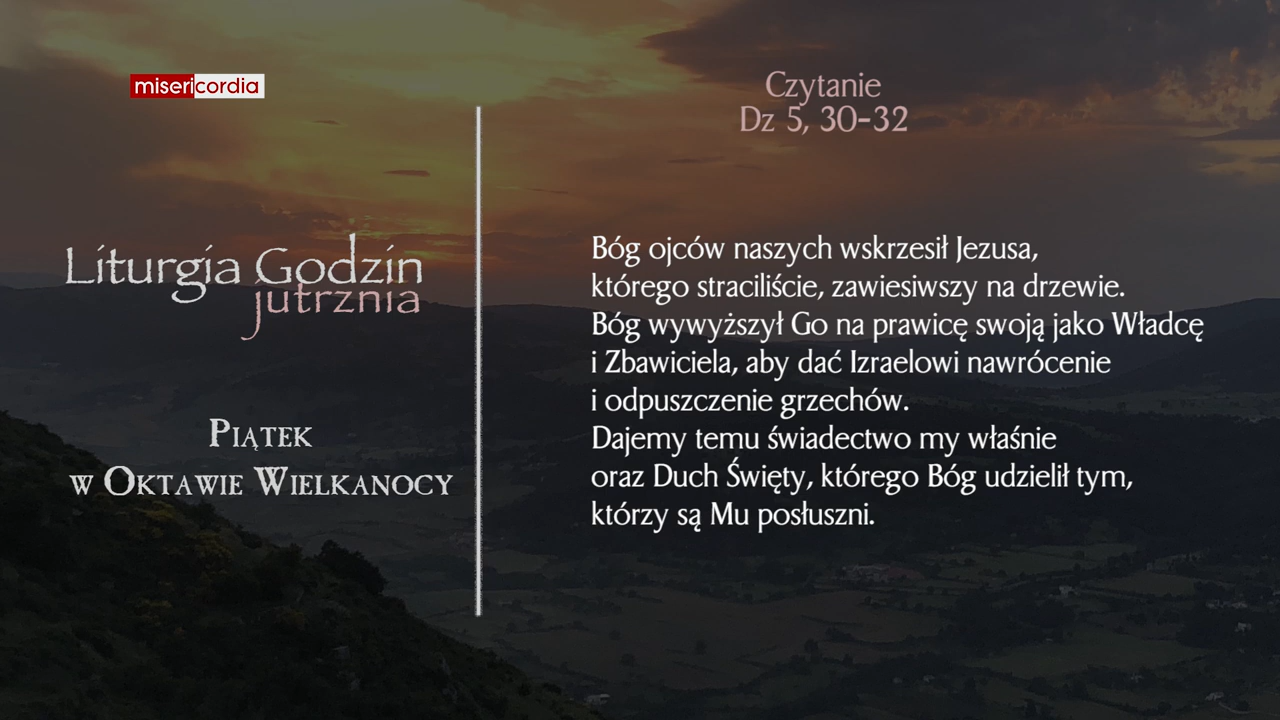 misericordia
Liturgia Godzin
jutrznia
Piątek
w Oktawie Wielkanocy
Czytanie
Dz 5, 30-32
Bóg ojców naszych wskrzesił Jezusa,
którego straciliście, zawiesiwszy na drzewie.
Bóg wywyższył Go na prawicę swoją jako Władcę
i Zbawiciela, aby dać Izraelowi nawrócenie
i odpuszczenie grzechów.
Dajemy temu świadectwo my właśnie
oraz Duch Święty, którego Bóg udzielił tym,
którzy są Mu posłuszni.